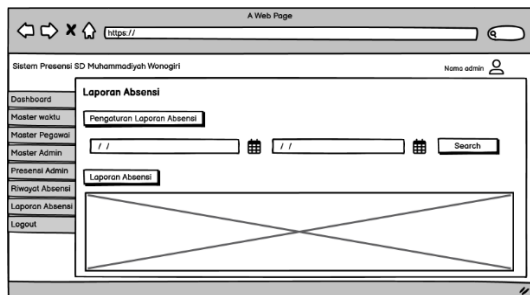 A Web Page
https://
Sistem Presensi SD Muhammadiyah Wonogiri
Nama admin
Dashboard
Master waktu
Master Pegawai
Master Admin
Presensi Admin
Riwayat Absensi
Laporan Absensi
Logout
Laporan Absensi
Pengaturan Laporan Absensi
/ /
/ /
Search
Laporan Absensi